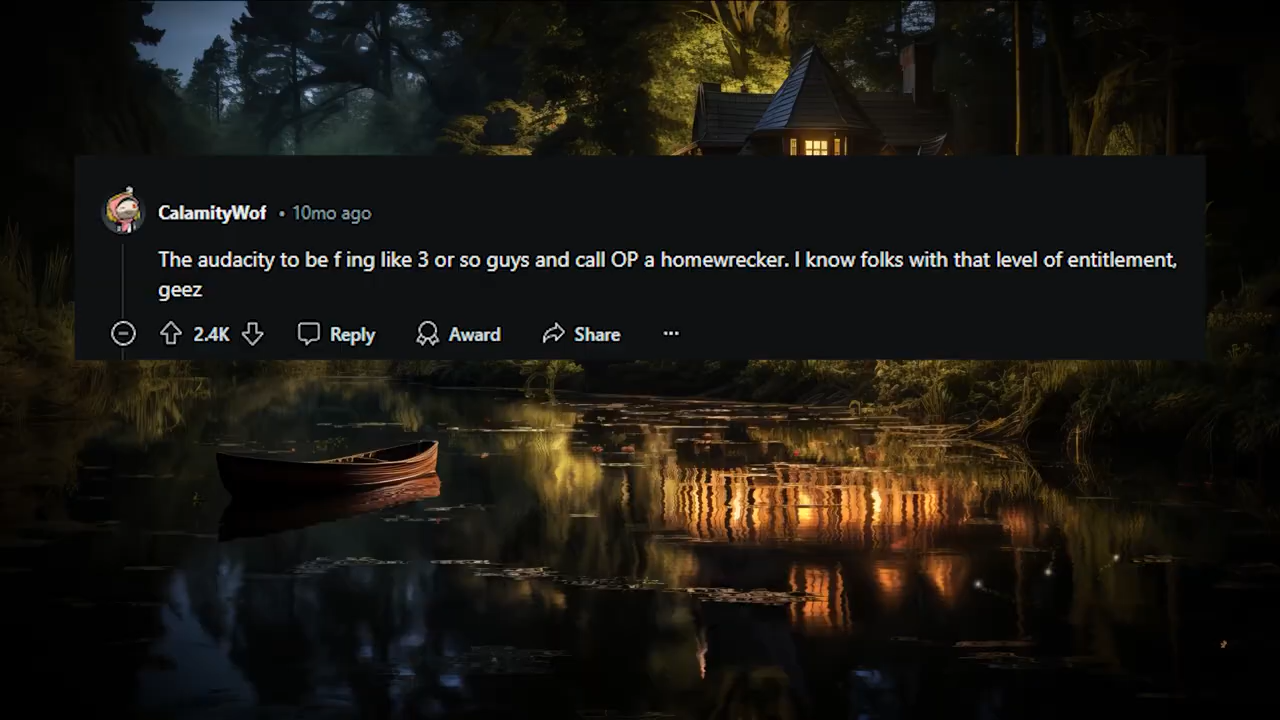 CalamityWof • 10mo ago
The audacity to be f ing like 3 or so guys and call OP a homewrecker. I know folks with that level of entitlement,
geez
2.4K Reply Award Share ...